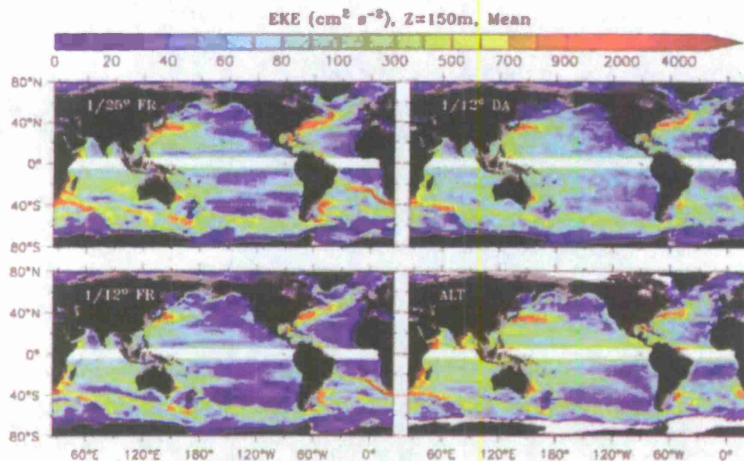 EKE (cm² s⁻²), Z=150m, Mean
0 20 40 60 80 100 300 500 700 900 2000 4000
80°N
40°N
0°
40°S
80°S
1/25° FR
1/12° DA
80°N
40°N
0°
40°S
80°S
1/12° FR
ALT
60°E 120°E 180° 120°W 60°W 0° 60°E 120°E 180° 120°W 60°W 0°